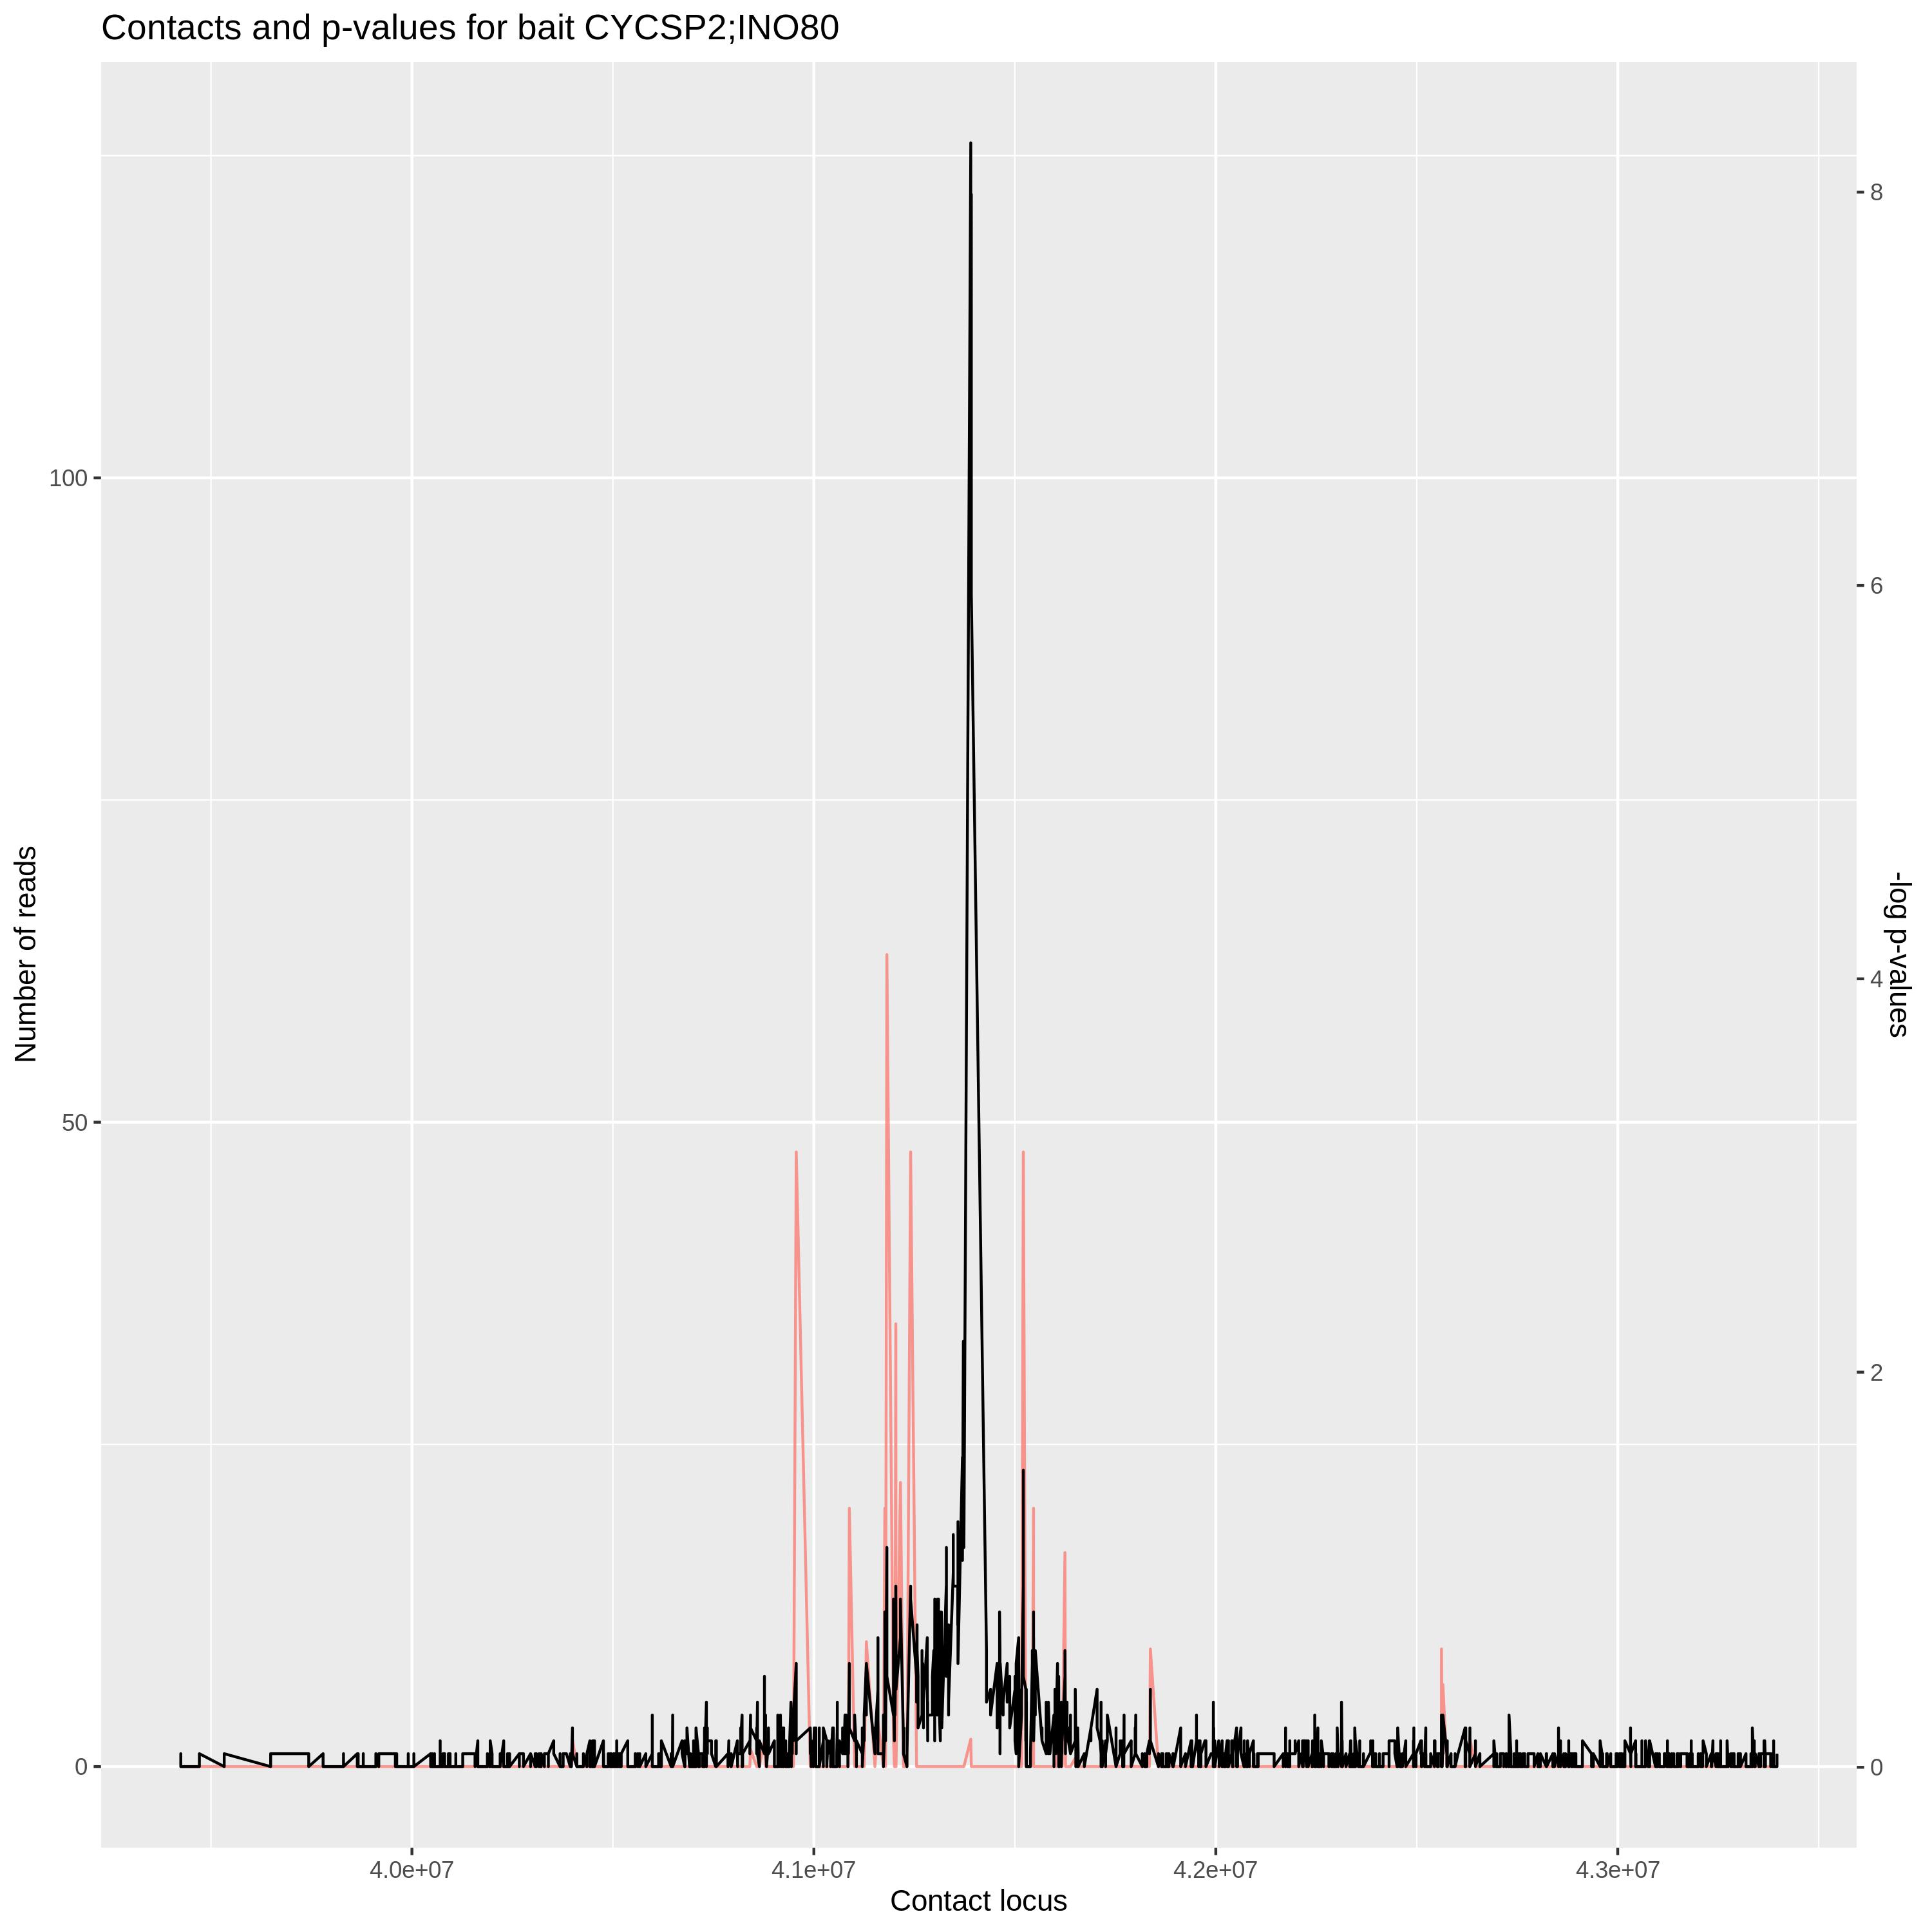 Contacts and p-values for bait CYCSP2;INO80
Number of reads
100
50
0
8
6
4
2
0
-log p-values
4.0e+07
4.1e+07
4.2e+07
4.3e+07
Contact locus